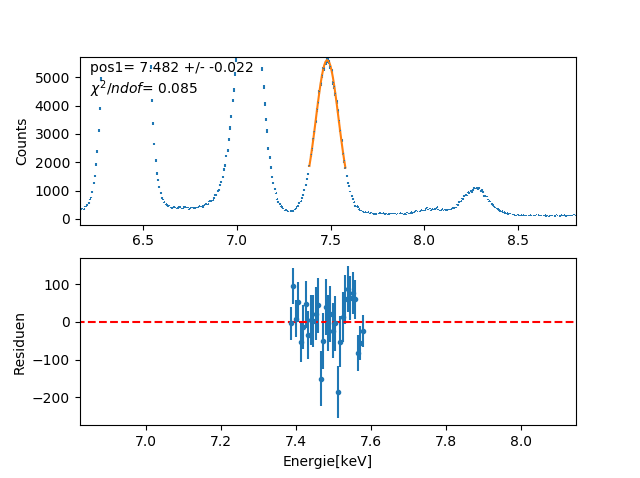 pos1= 7.482 +/- -0.022
χ²/ndof= 0.085
5000
4000
3000
2000
1000
0
Counts
6.5 7.0 7.5 8.0 8.5
100
0
−100
−200
Residuen
7.0 7.2 7.4 7.6 7.8 8.0
Energie[keV]